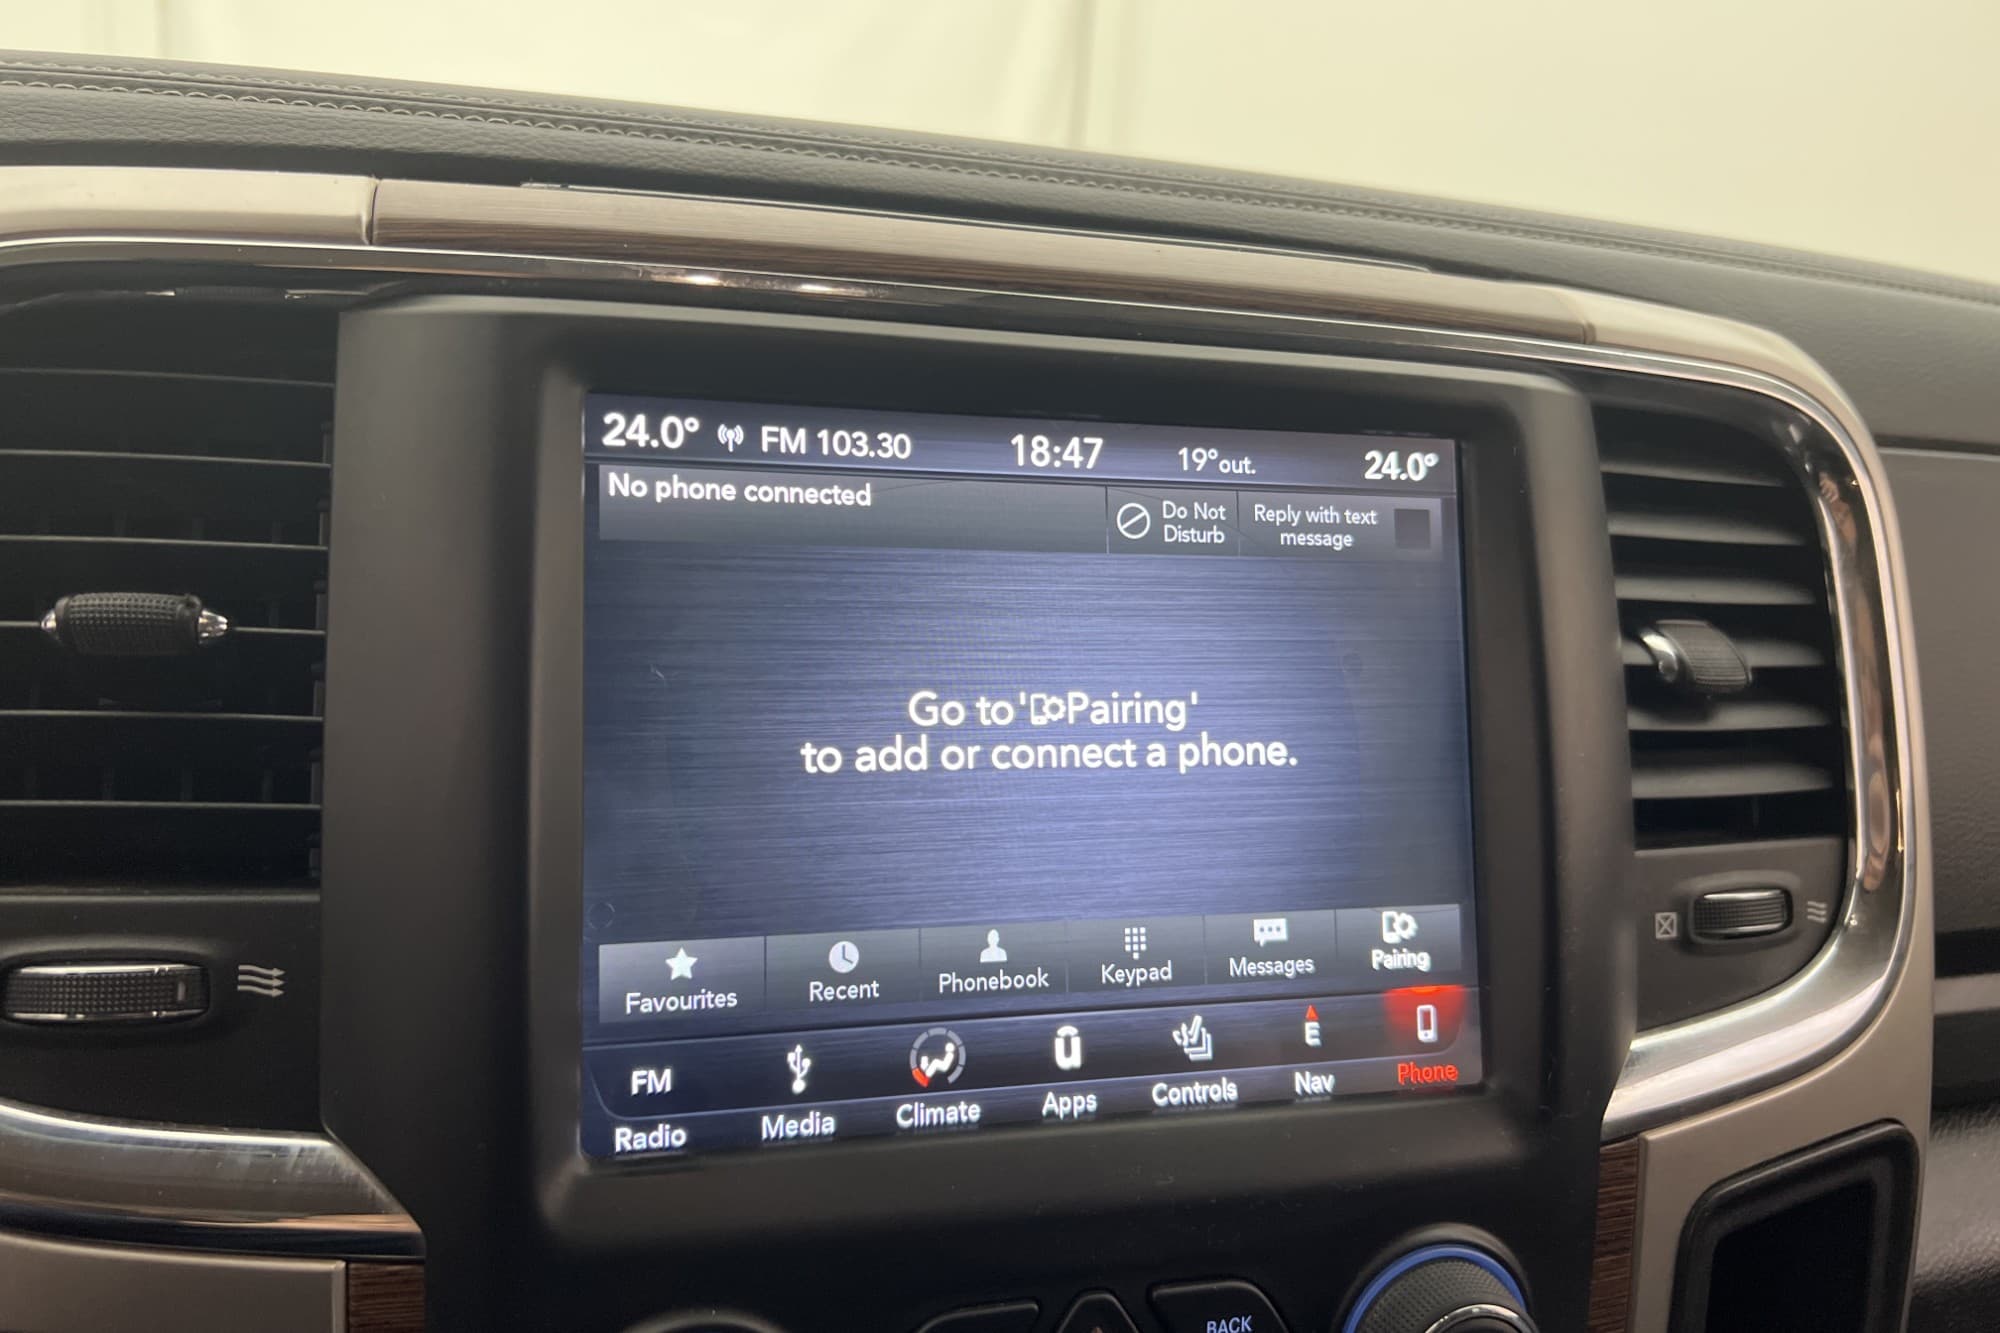 24.0° FM 103.30 18:47 19°out. 24.0°
No phone connected
Do Not
Disturb
Reply with text
message
Go to 'Pairing'
to add or connect a phone.
Favourites Recent Phonebook Keypad Messages Pairing
FM E
Radio Media Climate Apps Controls Nav Phone
BACK